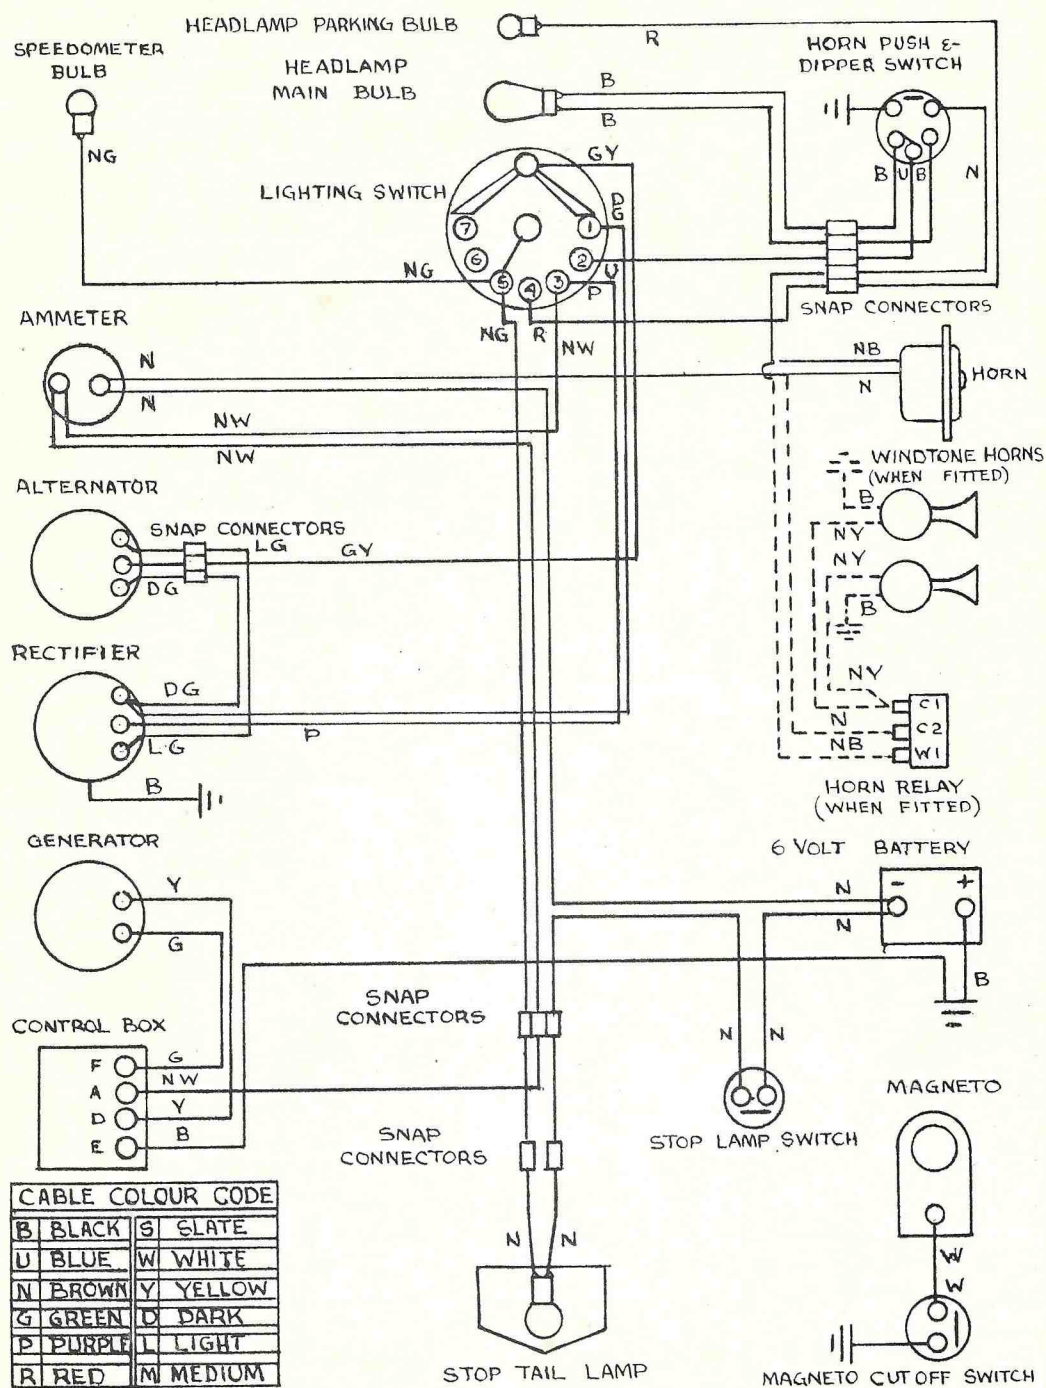 HEADLAMP PARKING BULB
R
SPEEDOMETER
BULB
HEADLAMP
MAIN BULB
B
B
HORN PUSH &
DIPPER SWITCH
NG
LIGHTING SWITCH
GY
D
G
B U B
N
7
1
6
2
5
4
3
NG
U
P
NG
R
NW
SNAP CONNECTORS
AMMETER
N
N
NB
N
HORN
NW
NW
WINDTONE HORNS
(WHEN FITTED)
B
NY
NY
B
ALTERNATOR
SNAP CONNECTORS
LG
GY
DG
RECTIFIER
DG
P
LG
B
NY
N
NB
C1
C2
W1
HORN RELAY
(WHEN FITTED)
GENERATOR
Y
G
6 VOLT BATTERY
- +
N
N
B
SNAP
CONNECTORS
CONTROL BOX
F G
A NW
D Y
E B
N N
STOP LAMP SWITCH
SNAP
CONNECTORS
MAGNETO
W
W
MAGNETO CUT OFF SWITCH
N N
STOP TAIL LAMP
CABLE COLOUR CODE
B BLACK S SLATE
U BLUE W WHITE
N BROWN Y YELLOW
G GREEN D DARK
P PURPLE L LIGHT
R RED M MEDIUM